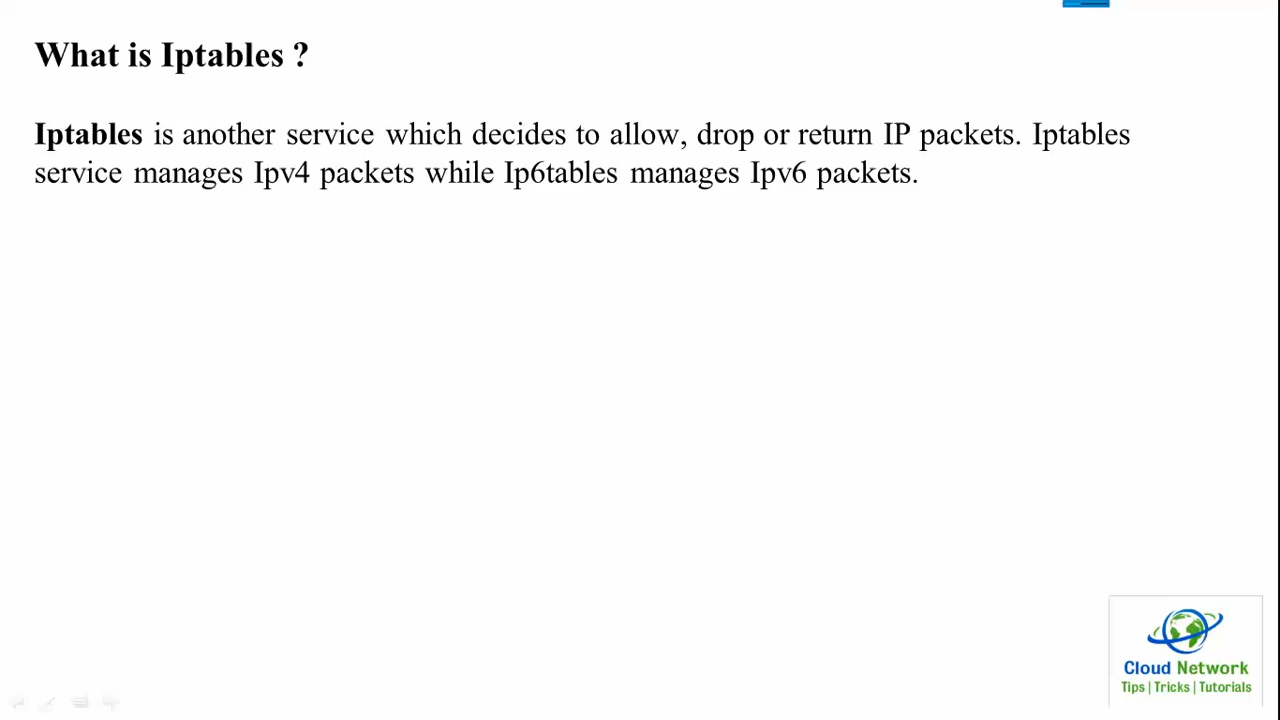 What is Iptables ?
Iptables is another service which decides to allow, drop or return IP packets. Iptables
service manages Ipv4 packets while Ip6tables manages Ipv6 packets.
Cloud Network
Tips | Tricks | Tutorials